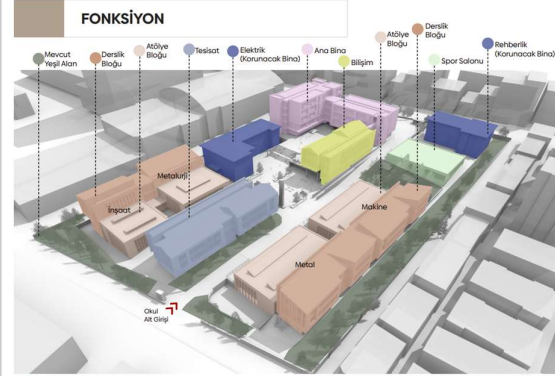 FONKSİYON
Mevcut
Yeşil Alan
Derslik
Bloğu
Atölye
Bloğu
Tesisat
Elektrik
(Korunacak Bina)
Ana Bina
Bilişim
Atölye
Bloğu
Derslik
Bloğu
Spor Salonu
Rehberlik
(Korunacak Bina)
Metalurji
İnşaat
Makine
Metal
Okul
Alt Girişi